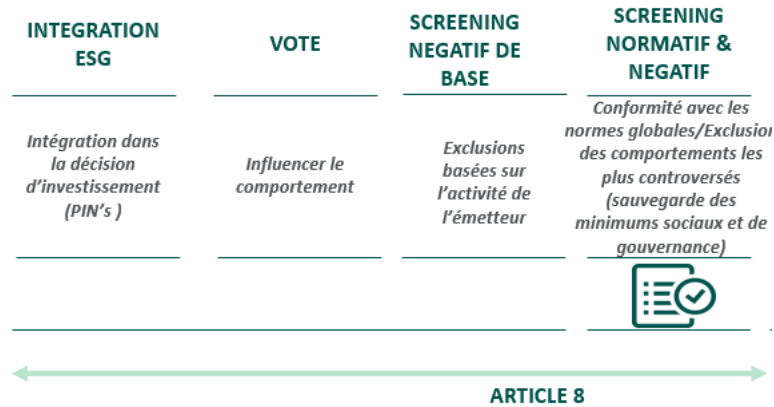 INTEGRATION
ESG
Intégration dans
la décision
d'investissement
(PIN's )
VOTE
Influencer le
comportement
SCREENING
NEGATIF DE
BASE
Exclusions
basées sur
l'activité de
l'émetteur
SCREENING
NORMATIF &
NEGATIF
Conformité avec les
normes globales/Exclusion
des comportements les
plus controversés
(sauvegarde des
minimums sociaux et de
gouvernance)
ARTICLE 8